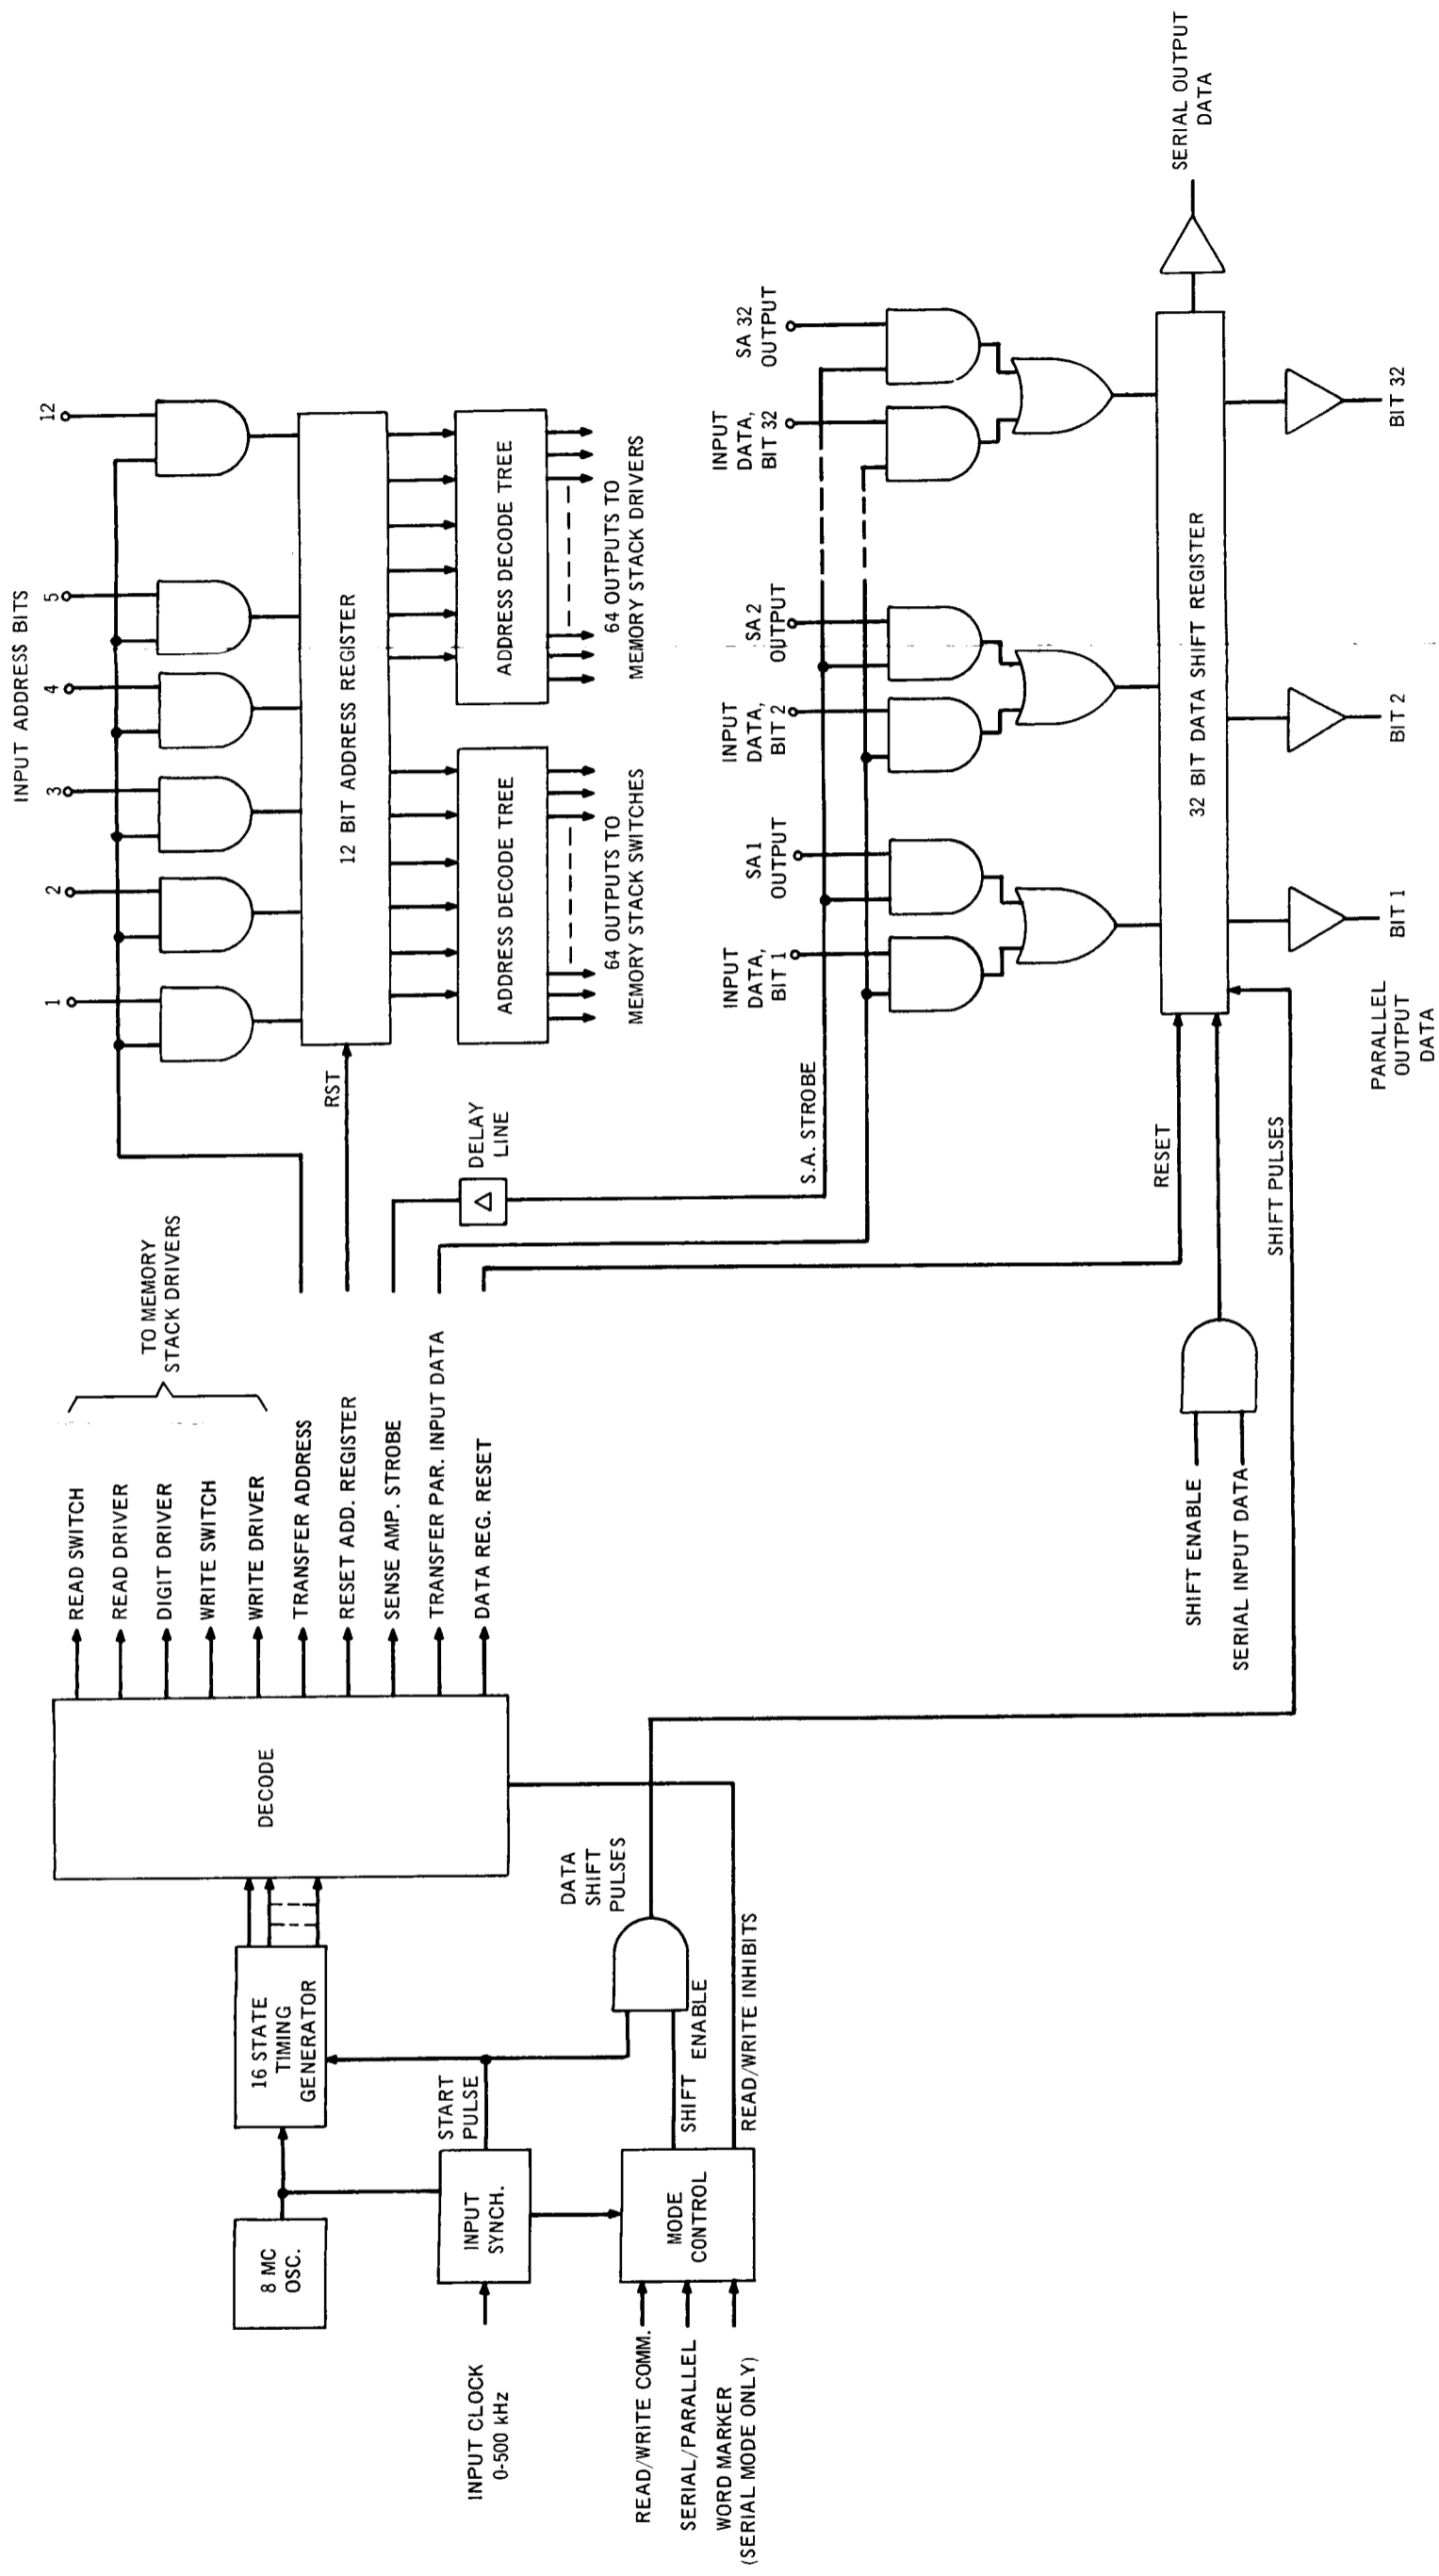 INPUT ADDRESS BITS
1
2
3
4
5
12
12 BIT ADDRESS REGISTER
RST
ADDRESS DECODE TREE
ADDRESS DECODE TREE
64 OUTPUTS TO
MEMORY STACK SWITCHES
64 OUTPUTS TO
MEMORY STACK DRIVERS
TO MEMORY
STACK DRIVERS
READ SWITCH
READ DRIVER
DIGIT DRIVER
WRITE SWITCH
WRITE DRIVER
TRANSFER ADDRESS
RESET ADD. REGISTER
SENSE AMP. STROBE
TRANSFER PAR. INPUT DATA
DATA REG. RESET
DECODE
16 STATE
TIMING
GENERATOR
8 MC
OSC.
START
PULSE
INPUT
SYNCH.
INPUT CLOCK
0-500 kHz
MODE
CONTROL
READ/WRITE COMM.
SERIAL/PARALLEL
WORD MARKER
(SERIAL MODE ONLY)
SHIFT ENABLE
READ/WRITE INHIBITS
DATA
SHIFT
PULSES
DELAY
LINE
Δ
S.A. STROBE
INPUT
DATA,
BIT 1
SA 1
OUTPUT
INPUT
DATA,
BIT 2
SA 2
OUTPUT
INPUT
DATA,
BIT 32
SA 32
OUTPUT
RESET
SHIFT PULSES
SHIFT ENABLE
SERIAL INPUT DATA
32 BIT DATA SHIFT REGISTER
SERIAL OUTPUT
DATA
PARALLEL
OUTPUT
DATA
BIT 1
BIT 2
BIT 32